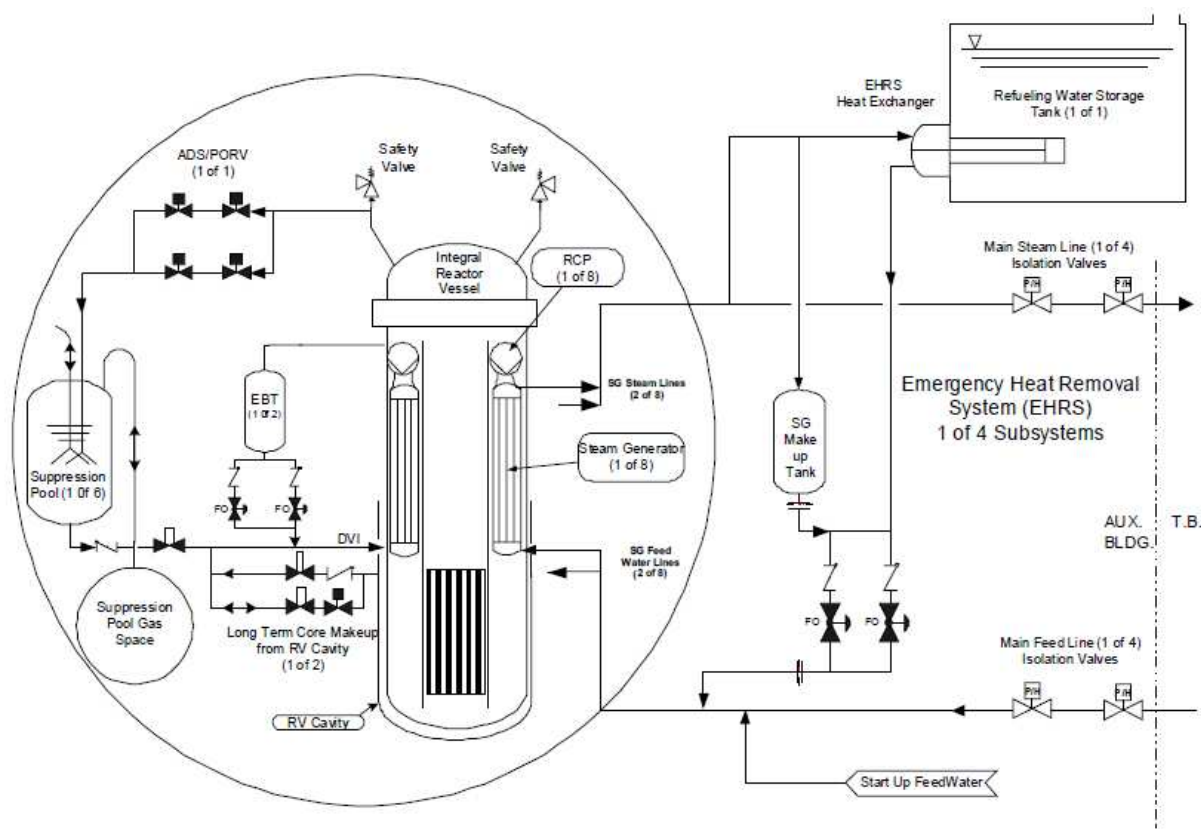 EHRS
Heat Exchanger
Refueling Water Storage
Tank (1 of 1)
ADS/PORV
(1 of 1)
Safety
Valve
Safety
Valve
Integral
Reactor
Vessel
RCP
(1 of 8)
Main Steam Line (1 of 4)
Isolation Valves
P/H
P/H
EBT
(1 0f 2)
SG Steam Lines
(2 of 8)
Emergency Heat Removal
System (EHRS)
1 of 4 Subsystems
Steam Generator
(1 of 8)
SG
Make
up
Tank
Suppression
Pool (1 0f 6)
FO
FO
DVI
AUX.
BLDG.
T.B.
SG Feed
Water Lines
(2 of 8)
Suppression
Pool Gas
Space
Long Term Core Makeup
from RV Cavity
(1 of 2)
FO
FO
Main Feed Line (1 of 4)
Isolation Valves
P/H
P/H
RV Cavity
Start Up FeedWater